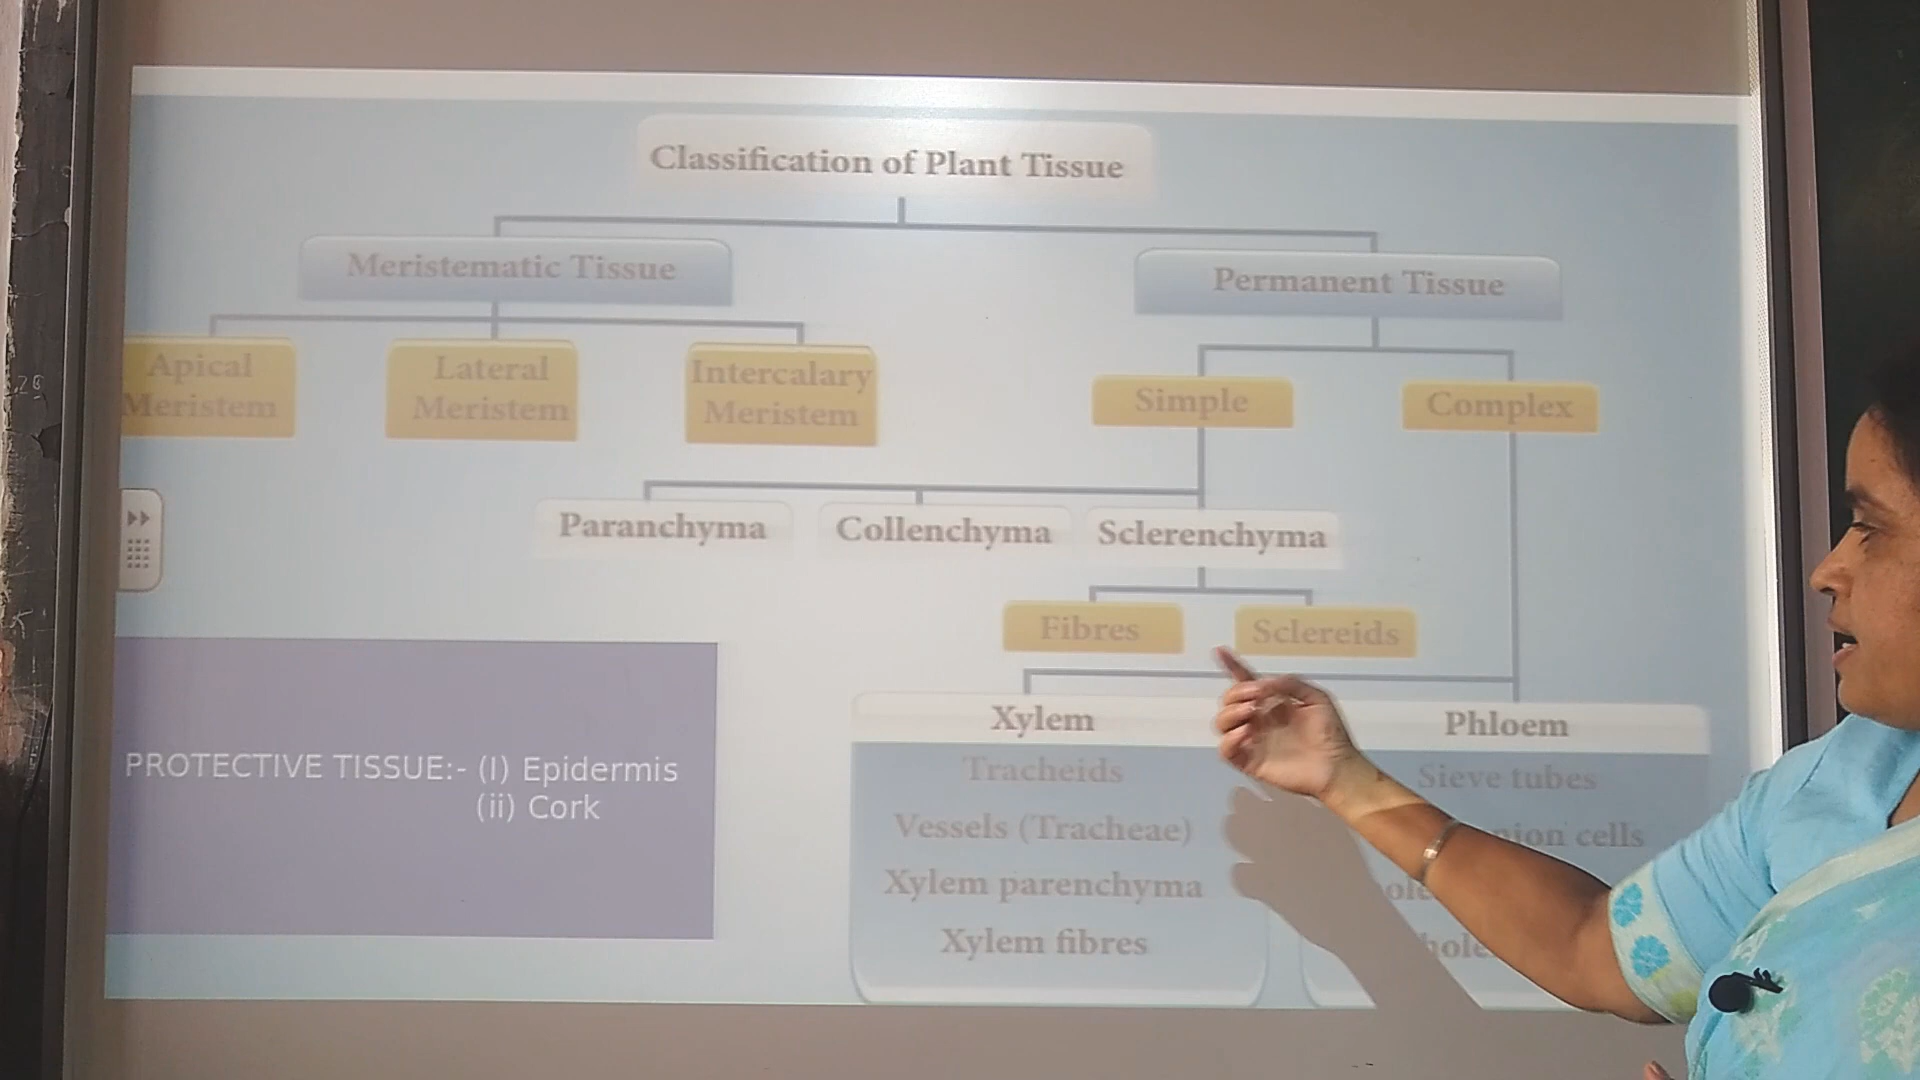 Classification of Plant Tissue
Meristematic Tissue
Permanent Tissue
Apical
Meristem
Lateral
Meristem
Intercalary
Meristem
Simple
Complex
Paranchyma
Collenchyma
Sclerenchyma
Fibres
Sclereids
Xylem
Tracheids
Vessels (Tracheae)
Xylem parenchyma
Xylem fibres
Phloem
Sieve tubes
cells
PROTECTIVE TISSUE:- (I) Epidermis
(ii) Cork